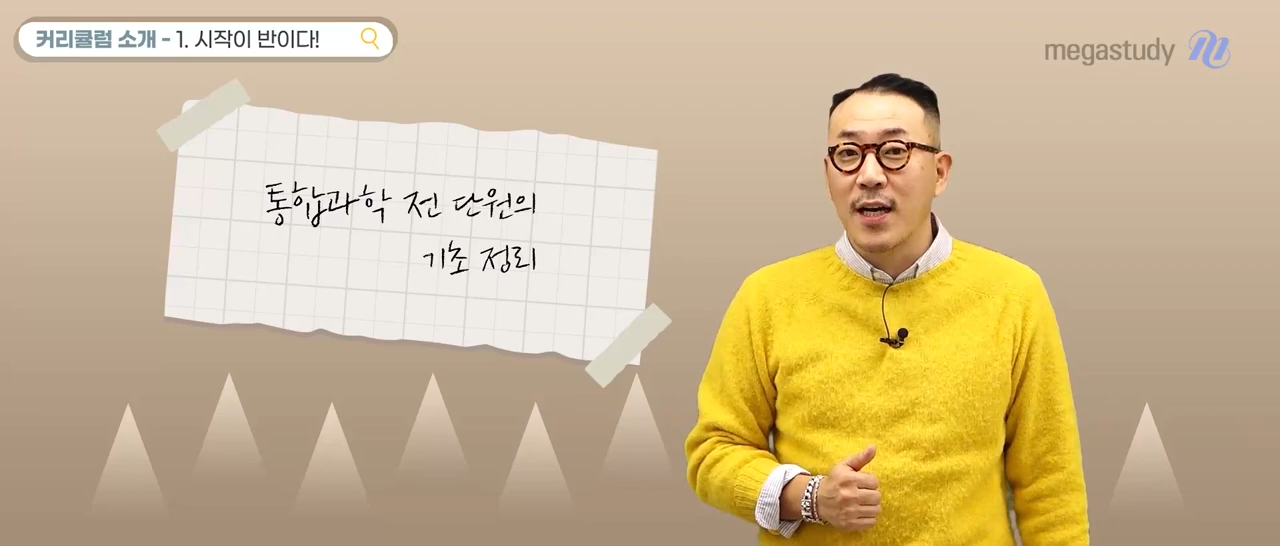 커리큘럼 소개 - 1. 시작이 반이다!
megastudy
통합과학 전 단원의
기초 정리